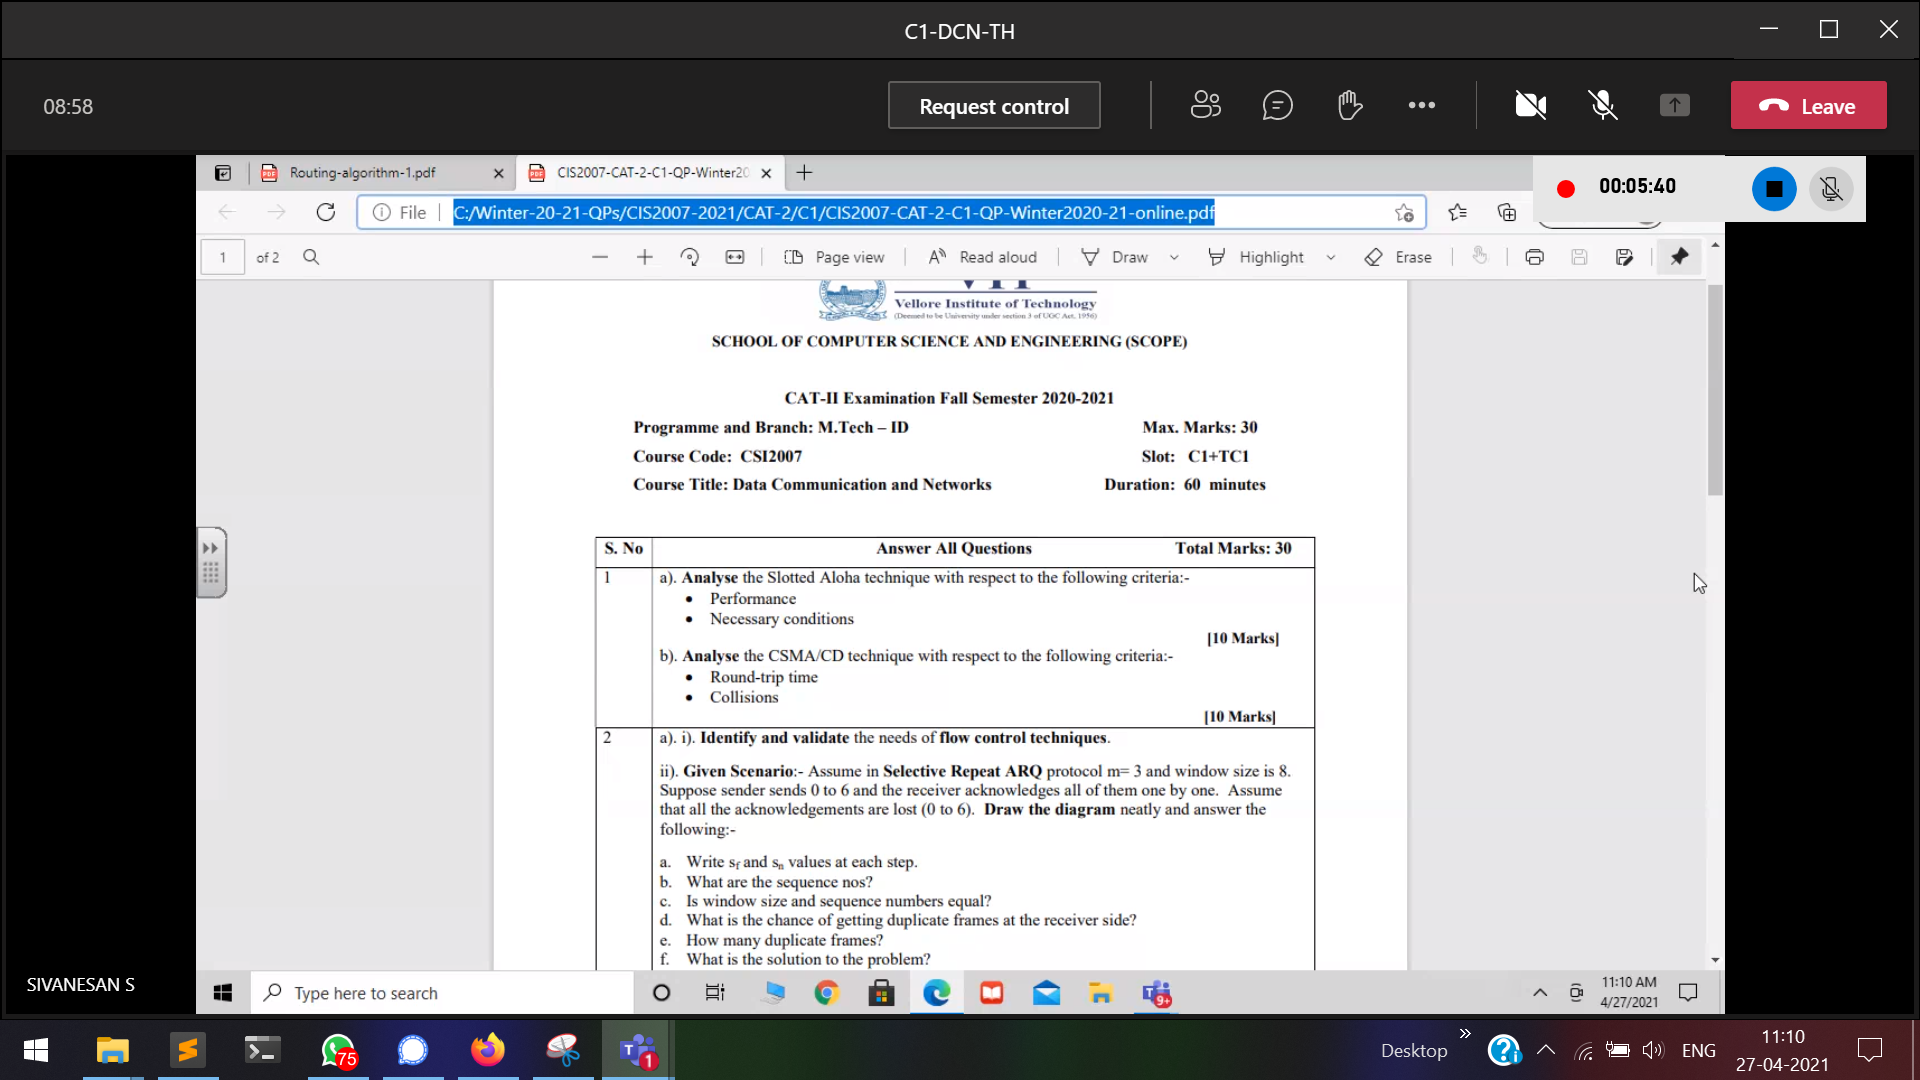 C1-DCN-TH
08:58
Request control
Leave
Routing-algorithm-1.pdf
CIS2007-CAT-2-C1-QP-Winter20
00:05:40
File
C:/Winter-20-21-QPs/CIS2007-2021/CAT-2/C1/CIS2007-CAT-2-C1-QP-Winter2020-21-online.pdf
1 of 2
Page view
Read aloud
Draw
Highlight
Erase
Vellore Institute of Technology
(Deemed to be University under section 3 of UGC Act, 1956)
SCHOOL OF COMPUTER SCIENCE AND ENGINEERING (SCOPE)
CAT-II Examination Fall Semester 2020-2021
Programme and Branch: M.Tech – ID Max. Marks: 30
Course Code: CSI2007 Slot: C1+TC1
Course Title: Data Communication and Networks Duration: 60 minutes
S. No Answer All Questions Total Marks: 30
1 a). Analyse the Slotted Aloha technique with respect to the following criteria:-
• Performance
• Necessary conditions
[10 Marks]
b). Analyse the CSMA/CD technique with respect to the following criteria:-
• Round-trip time
• Collisions
[10 Marks]
2 a). i). Identify and validate the needs of flow control techniques.
ii). Given Scenario:- Assume in Selective Repeat ARQ protocol m= 3 and window size is 8.
Suppose sender sends 0 to 6 and the receiver acknowledges all of them one by one. Assume
that all the acknowledgements are lost (0 to 6). Draw the diagram neatly and answer the
following:-
a. Write sf and sn values at each step.
b. What are the sequence nos?
c. Is window size and sequence numbers equal?
d. What is the chance of getting duplicate frames at the receiver side?
e. How many duplicate frames?
f. What is the solution to the problem?
SIVANESAN S
Type here to search
9+
11:10 AM
4/27/2021
75
1
Desktop
ENG
11:10
27-04-2021